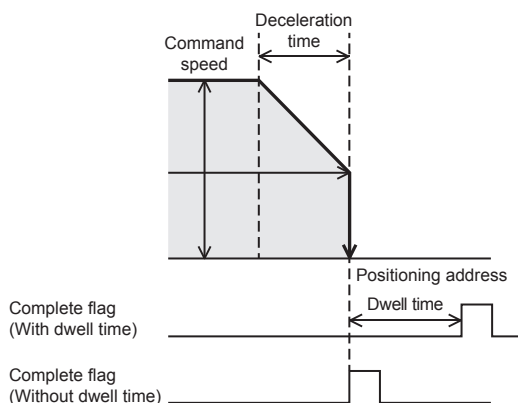 Deceleration
time
Command
speed
Positioning address
Dwell time
Complete flag
(With dwell time)
Complete flag
(Without dwell time)